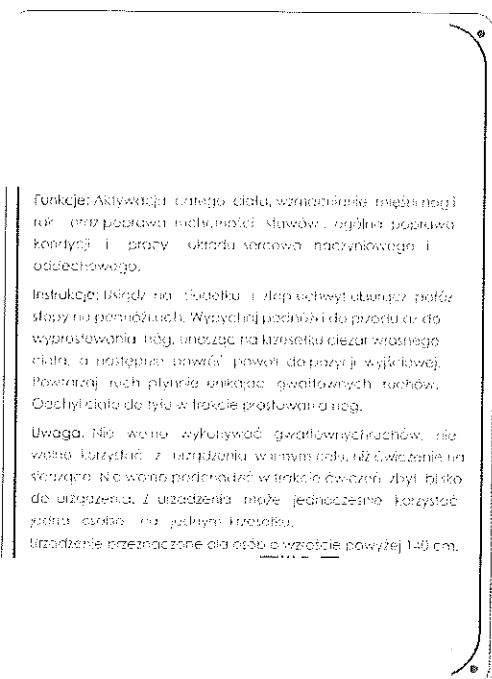 Funkcje: Aktywacja całego ciała, wzmacnianie mięśni nóg i
rąk oraz poprawa ruchomości stawów, ogólna poprawa
kondycji i pracy układu sercowo naczyniowego i
oddechowego.
Instrukcje: Usiądź na siodełku i złap uchwyt oburącz połóż
stopy na podnóżkach. Wypychaj podnóżki do przodu aż do
wyprostowania nóg, unosząc na krzesełku ciężar własnego
ciała, a następnie powróć powoli do pozycji wyjściowej.
Powtarzaj ruch płynnie unikając gwałtownych ruchów.
Odchyl ciało do tyłu w trakcie prostowania nóg.
Uwaga. Nie wolno wykonywać gwałtownych ruchów, nie
wolno korzystać z urządzenia w innym celu, niż ćwiczenie na
siedząco. Nie wolno podchodzić w trakcie ćwiczeń zbyt blisko
do urządzenia. Z urządzenia może jednocześnie korzystać
jedna osoba na jednym krzesełku.
Urządzenie przeznaczone dla osób o wzroście powyżej 140 cm.